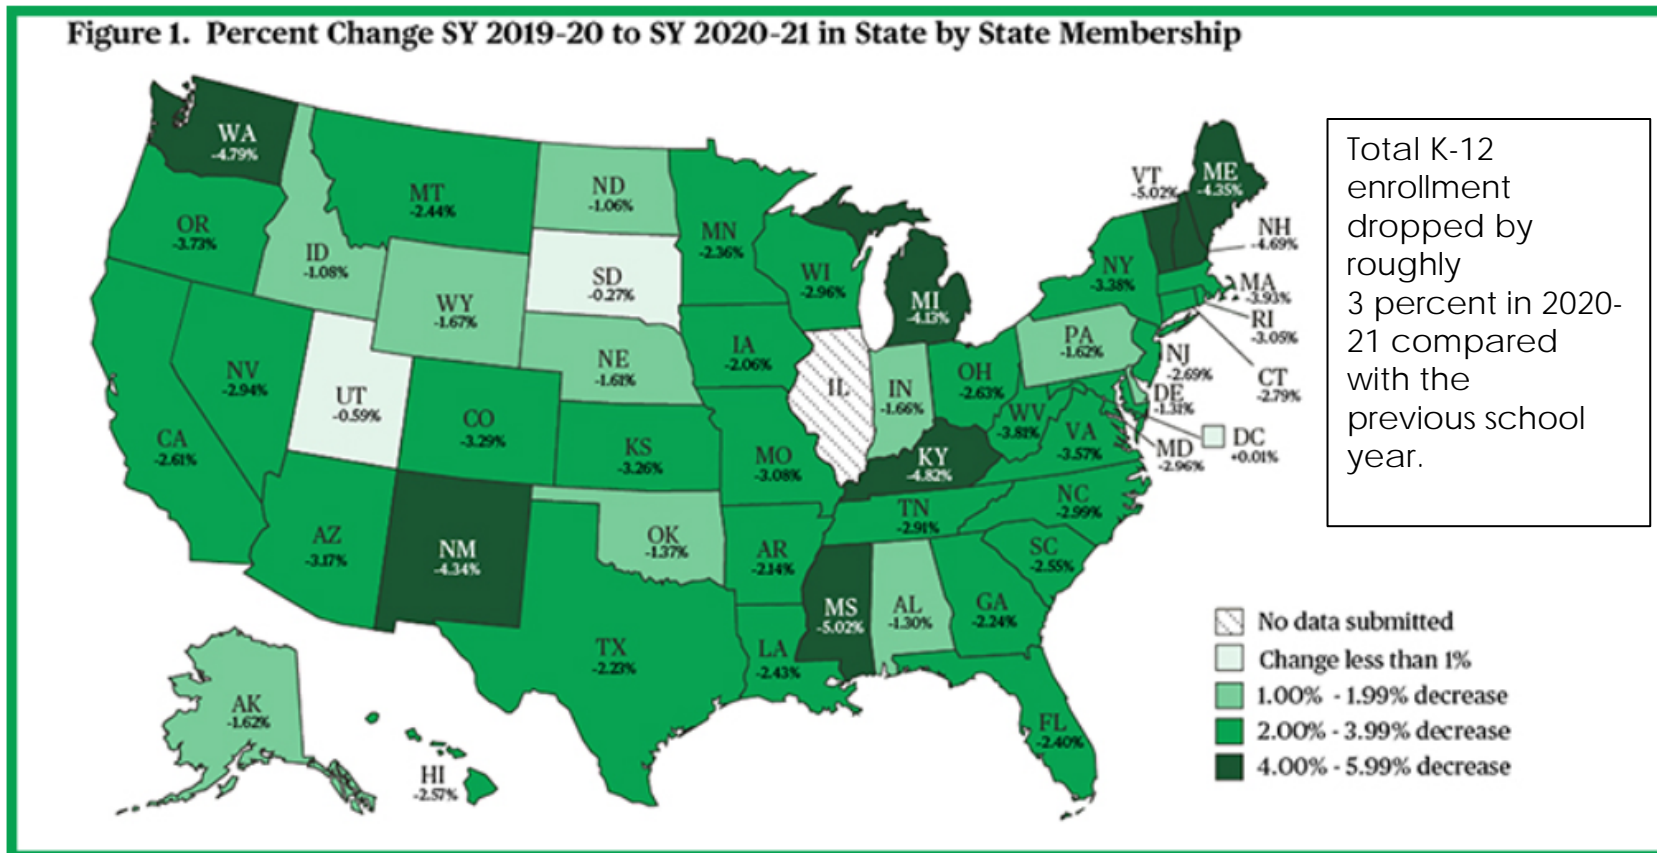 Figure 1. Percent Change SY 2019-20 to SY 2020-21 in State by State Membership
WA
-4.79%
OR
-3.73%
CA
-2.61%
NV
-2.94%
ID
-1.08%
MT
-2.44%
WY
-1.67%
UT
-0.59%
CO
-3.29%
AZ
-3.17%
NM
-4.34%
ND
-1.06%
SD
-0.27%
NE
-1.61%
KS
-3.26%
OK
-1.37%
TX
-2.23%
MN
-2.36%
IA
-2.06%
MO
-3.08%
AR
-2.14%
LA
-2.43%
WI
-2.96%
IL
MI
-4.13%
IN
-1.66%
OH
-2.63%
KY
-4.82%
TN
-2.91%
MS
-5.02%
AL
-1.30%
GA
-2.24%
FL
-2.40%
SC
-2.55%
NC
-2.99%
VA
-3.57%
WV
-3.81%
PA
-1.62%
NY
-3.38%
VT
-5.02%
ME
-4.35%
NH
-4.69%
MA
-3.93%
RI
-3.05%
CT
-2.79%
NJ
-2.69%
DE
-1.31%
MD
-2.96%
DC
+0.01%
AK
-1.62%
HI
-2.57%
Total K-12
enrollment
dropped by
roughly
3 percent in 2020-
21 compared
with the
previous school
year.
No data submitted
Change less than 1%
1.00% - 1.99% decrease
2.00% - 3.99% decrease
4.00% - 5.99% decrease